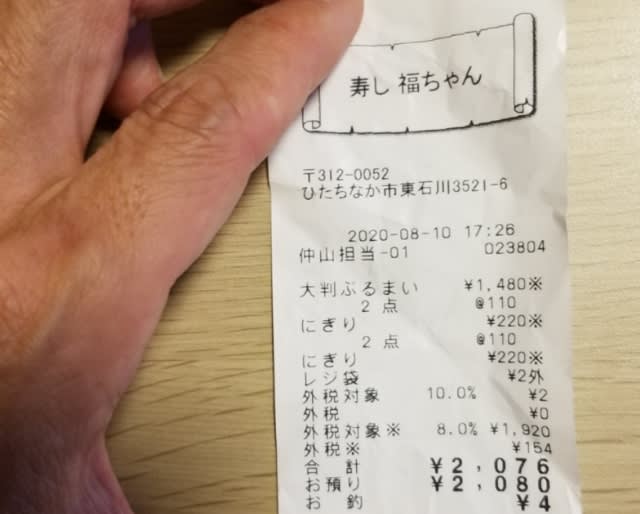 寿し 福ちゃん
〒312-0052
ひたちなか市東石川3521-6
2020-08-10 17:26
仲山担当-01 023804
大判ぶるまい ¥1,480※
2点 @110
にぎり ¥220※
2点 @110
にぎり ¥220※
レジ袋 ¥2外
外税対象 10.0% ¥2
外税 ¥0
外税対象※ 8.0% ¥1,920
外税※ ¥154
合計 ¥2,076
お預り ¥2,080
お釣 ¥4